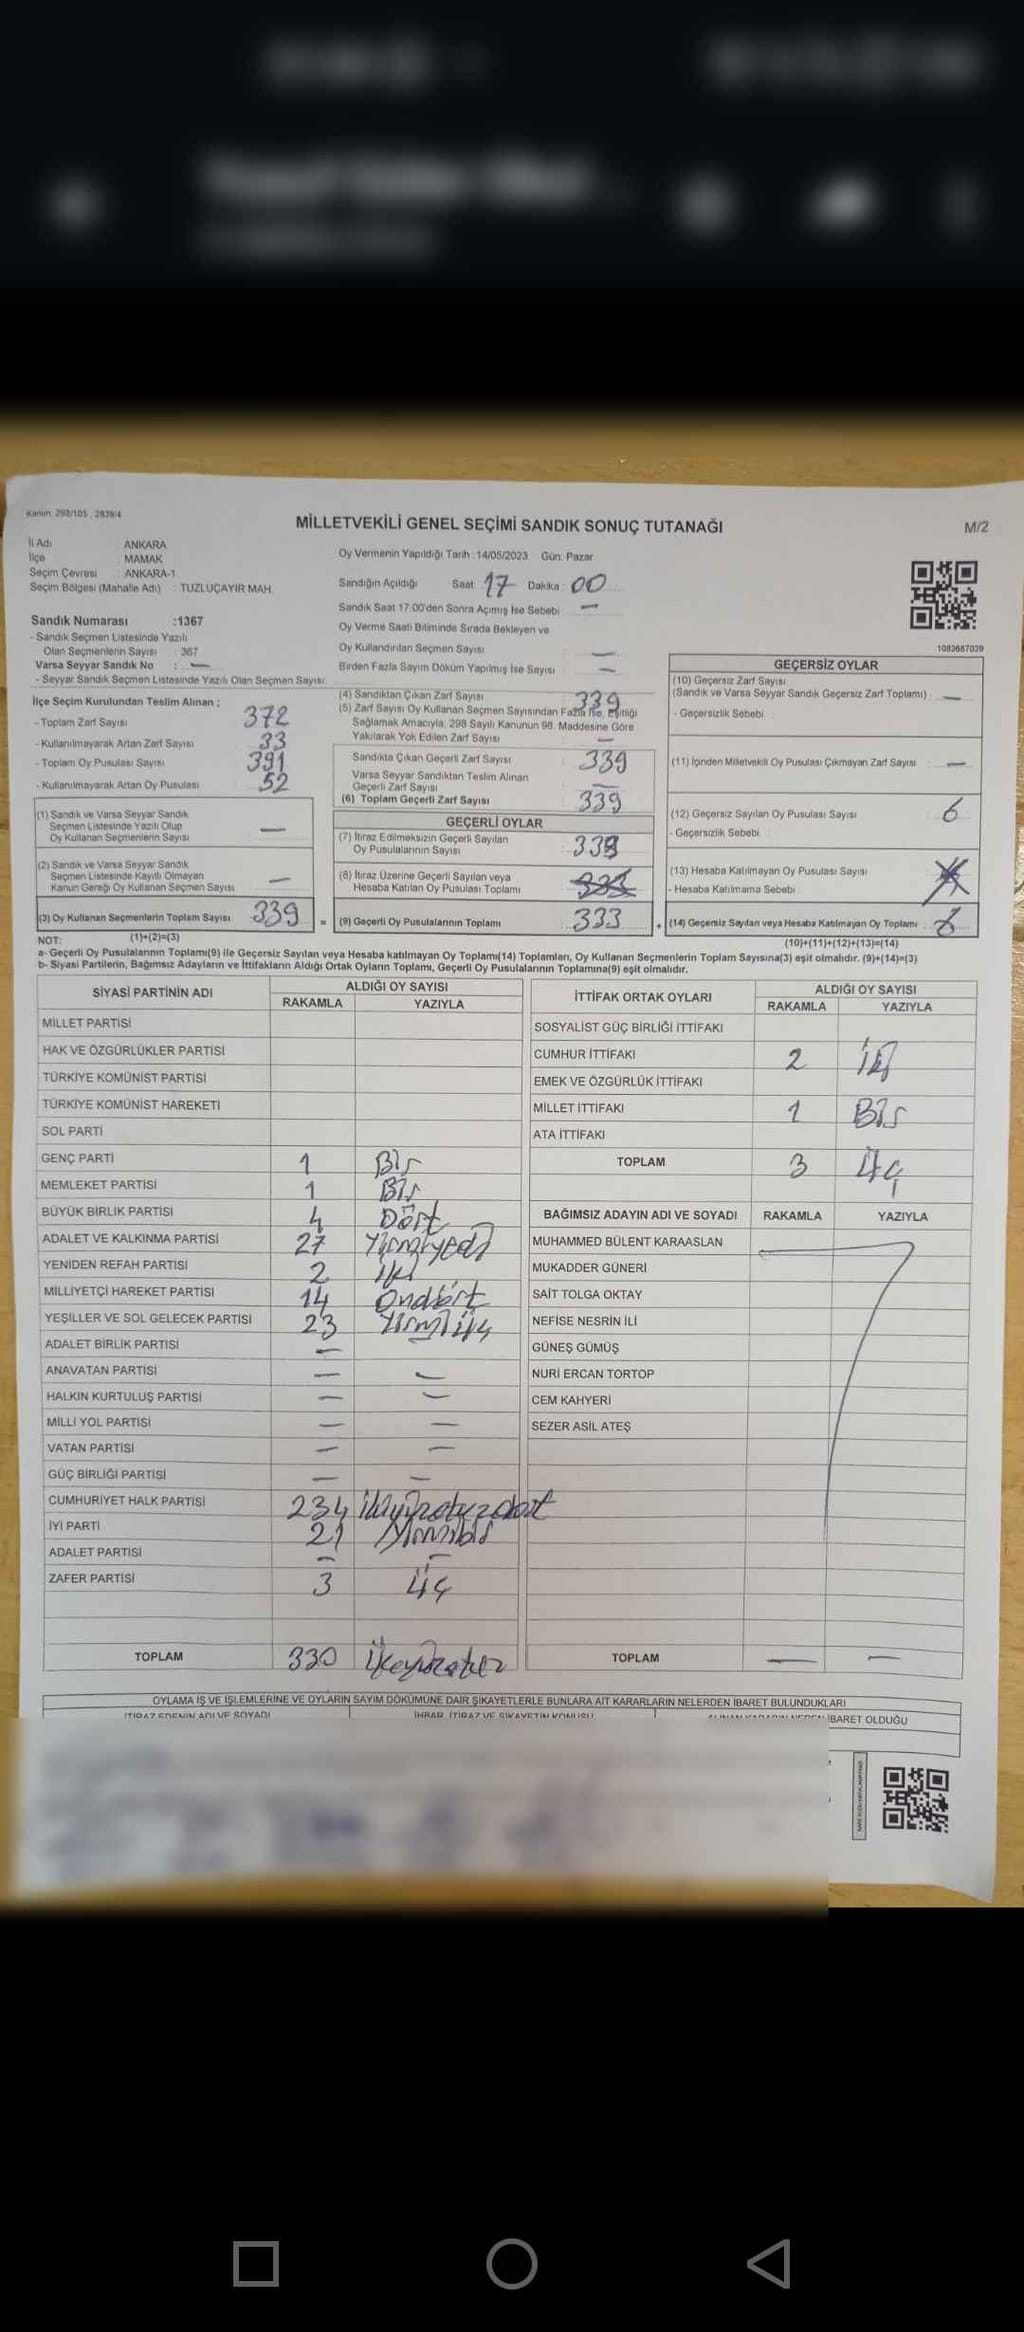 Kanun: 298/105 , 2839/4
MİLLETVEKİLİ GENEL SEÇİMİ SANDIK SONUÇ TUTANAĞI
M/2
İl Adı : ANKARA
İlçe : MAMAK
Seçim Çevresi : ANKARA-1
Seçim Bölgesi (Mahalle Adı) : TUZLUÇAYIR MAH.
Oy Vermenin Yapıldığı Tarih :14/05/2023 Gün: Pazar
Sandığın Açıldığı Saat: 17 Dakika: 00
Sandık Saat 17.00'den Sonra Açımış İse Sebebi : —
Oy Verme Saati Bitiminde Sırada Bekleyen ve
Oy Kullandırılan Seçmen Sayısı : —
Birden Fazla Sayım Döküm Yapılmış İse Sayısı : —
Sandık Numarası :1367
- Sandık Seçmen Listesinde Yazılı
Olan Seçmenlerin Sayısı : 367
Varsa Seyyar Sandık No : —
- Seyyar Sandık Seçmen Listesinde Yazılı Olan Seçmen Sayısı:
1083687039
İlçe Seçim Kurulundan Teslim Alınan ;
- Toplam Zarf Sayısı 372
- Kullanılmayarak Artan Zarf Sayısı 33
- Toplam Oy Pusulası Sayısı 391
- Kullanılmayarak Artan Oy Pusulası 52
(1) Sandık ve Varsa Seyyar Sandık
Seçmen Listesinde Yazılı Olup
Oy Kullanan Seçmenlerin Sayısı —
(2) Sandık ve Varsa Seyyar Sandık
Seçmen Listesinde Kayıtlı Olmayan
Kanun Gereği Oy Kullanan Seçmen Sayısı —
(3) Oy Kullanan Seçmenlerin Toplam Sayısı 339 =
(1)+(2)=(3)
(4) Sandıktan Çıkan Zarf Sayısı 339
(5) Zarf Sayısı Oy Kullanan Seçmen Sayısından Fazla İse, Eşitliği
Sağlamak Amacıyla, 298 Sayılı Kanunun 98. Maddesine Göre
Yakılarak Yok Edilen Zarf Sayısı —
Sandıkta Çıkan Geçerli Zarf Sayısı : 339
Varsa Seyyar Sandıktan Teslim Alınan
Geçerli Zarf Sayısı —
(6) Toplam Geçerli Zarf Sayısı : 339
GEÇERLİ OYLAR
(7) İtiraz Edilmeksizin Geçerli Sayılan
Oy Pusulalarının Sayısı
(8) İtiraz Üzerine Geçerli Sayılan veya
Hesaba Katılan Oy Pusulası Toplamı
(9) Geçerli Oy Pusulalarının Toplamı : 333 +
GEÇERSİZ OYLAR
(10) Geçersiz Zarf Sayısı
(Sandık ve Varsa Seyyar Sandık Geçersiz Zarf Toplamı) : —
- Geçersizlik Sebebi :
(11) İçinden Milletvekili Oy Pusulası Çıkmayan Zarf Sayısı : —
(12) Geçersiz Sayılan Oy Pusulası Sayısı : 6
- Geçersizlik Sebebi :
(13) Hesaba Katılmayan Oy Pusulası Sayısı :
- Hesaba Katılmama Sebebi :
(14) Geçersiz Sayılan veya Hesaba Katılmayan Oy Toplamı : 6
(10)+(11)+(12)+(13)=(14)
NOT:
a- Geçerli Oy Pusulalarının Toplamı(9) ile Geçersiz Sayılan veya Hesaba katılmayan Oy Toplamı(14) Toplamları, Oy Kullanan Seçmenlerin Toplam Sayısına(3) eşit olmalıdır. (9)+(14)=(3)
b- Siyasi Partilerin, Bağımsız Adayların ve İttifakların Aldığı Ortak Oyların Toplamı, Geçerli Oy Pusulalarının Toplamına(9) eşit olmalıdır.
SİYASİ PARTİNİN ADI ALDIĞI OY SAYISI
RAKAMLA YAZIYLA
MİLLET PARTİSİ
HAK VE ÖZGÜRLÜKLER PARTİSİ
TÜRKİYE KOMÜNİST PARTİSİ
TÜRKİYE KOMÜNİST HAREKETİ
SOL PARTİ
GENÇ PARTİ 1 Bir
MEMLEKET PARTİSİ 1 Bir
BÜYÜK BİRLİK PARTİSİ 4 Dört
ADALET VE KALKINMA PARTİSİ 27 Yirmiyedi
YENİDEN REFAH PARTİSİ 2 iki
MİLLİYETÇİ HAREKET PARTİSİ 14 Ondört
YEŞİLLER VE SOL GELECEK PARTİSİ 23 Yirmiüç
ADALET BİRLİK PARTİSİ —
ANAVATAN PARTİSİ — —
HALKIN KURTULUŞ PARTİSİ — —
MİLLİ YOL PARTİSİ — —
VATAN PARTİSİ — —
GÜÇ BİRLİĞİ PARTİSİ — —
CUMHURİYET HALK PARTİSİ 234 ikiyüzotuzdört
İYİ PARTİ 21 Yirmibir
ADALET PARTİSİ — —
ZAFER PARTİSİ 3 üç
TOPLAM 330
İTTİFAK ORTAK OYLARI ALDIĞI OY SAYISI
RAKAMLA YAZIYLA
SOSYALİST GÜÇ BİRLİĞİ İTTİFAKI
CUMHUR İTTİFAKI 2 iki
EMEK VE ÖZGÜRLÜK İTTİFAKI
MİLLET İTTİFAKI 1 Bir
ATA İTTİFAKI
TOPLAM 3 üç
BAĞIMSIZ ADAYIN ADI VE SOYADI RAKAMLA YAZIYLA
MUHAMMED BÜLENT KARAASLAN
MUKADDER GÜNERİ
SAİT TOLGA OKTAY
NEFİSE NESRİN İLİ
GÜNEŞ GÜMÜŞ
NURİ ERCAN TORTOP
CEM KAHYERİ
SEZER ASİL ATEŞ
TOPLAM — —
OYLAMA İŞ VE İŞLEMLERİNE VE OYLARIN SAYIM DÖKÜMÜNE DAİR ŞİKAYETLERLE BUNLARA AİT KARARLARIN NELERDEN İBARET BULUNDUKLARI
İTİRAZ EDENİN ADI VE SOYADI İHBAR, İTİRAZ VE ŞİKAYETİN KONUSU İBARET OLDUĞU